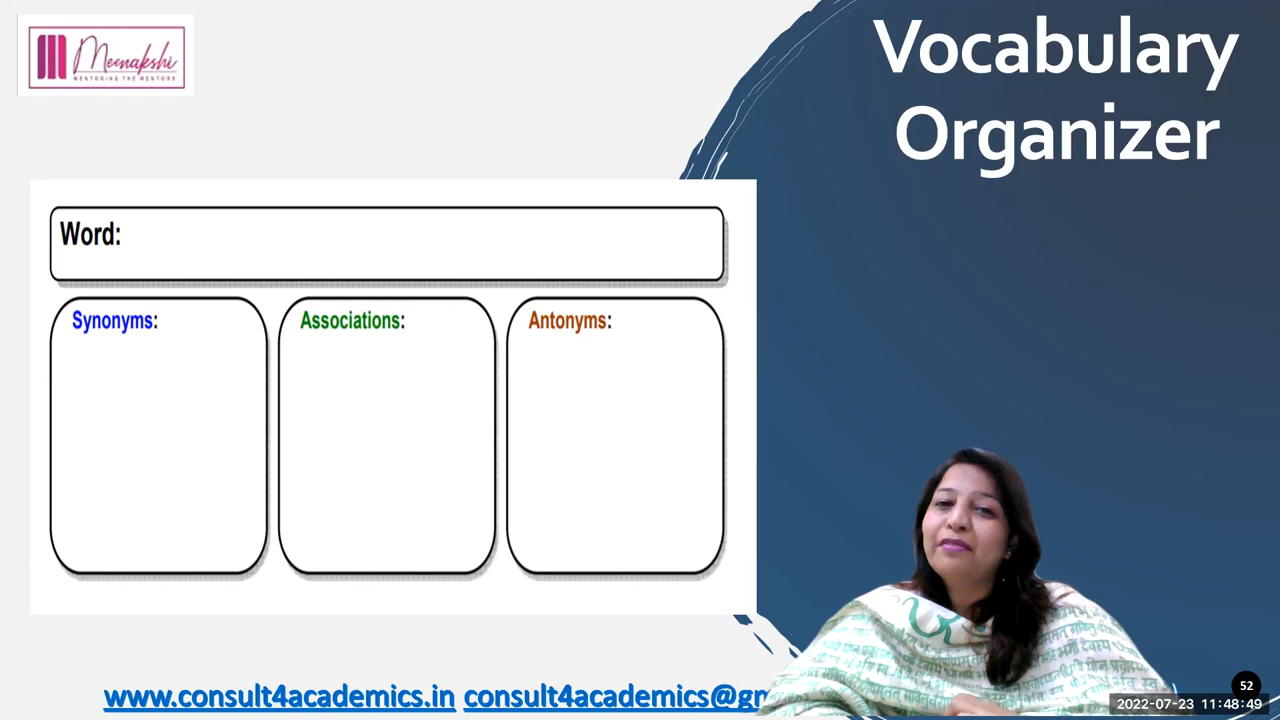 Meenakshi
MENTORING THE MENTORS
Vocabulary
Organizer
Word:
Synonyms:
Associations:
Antonyms:
www.consult4academics.in consult4academics@g
52
2022-07-23 11:48:49